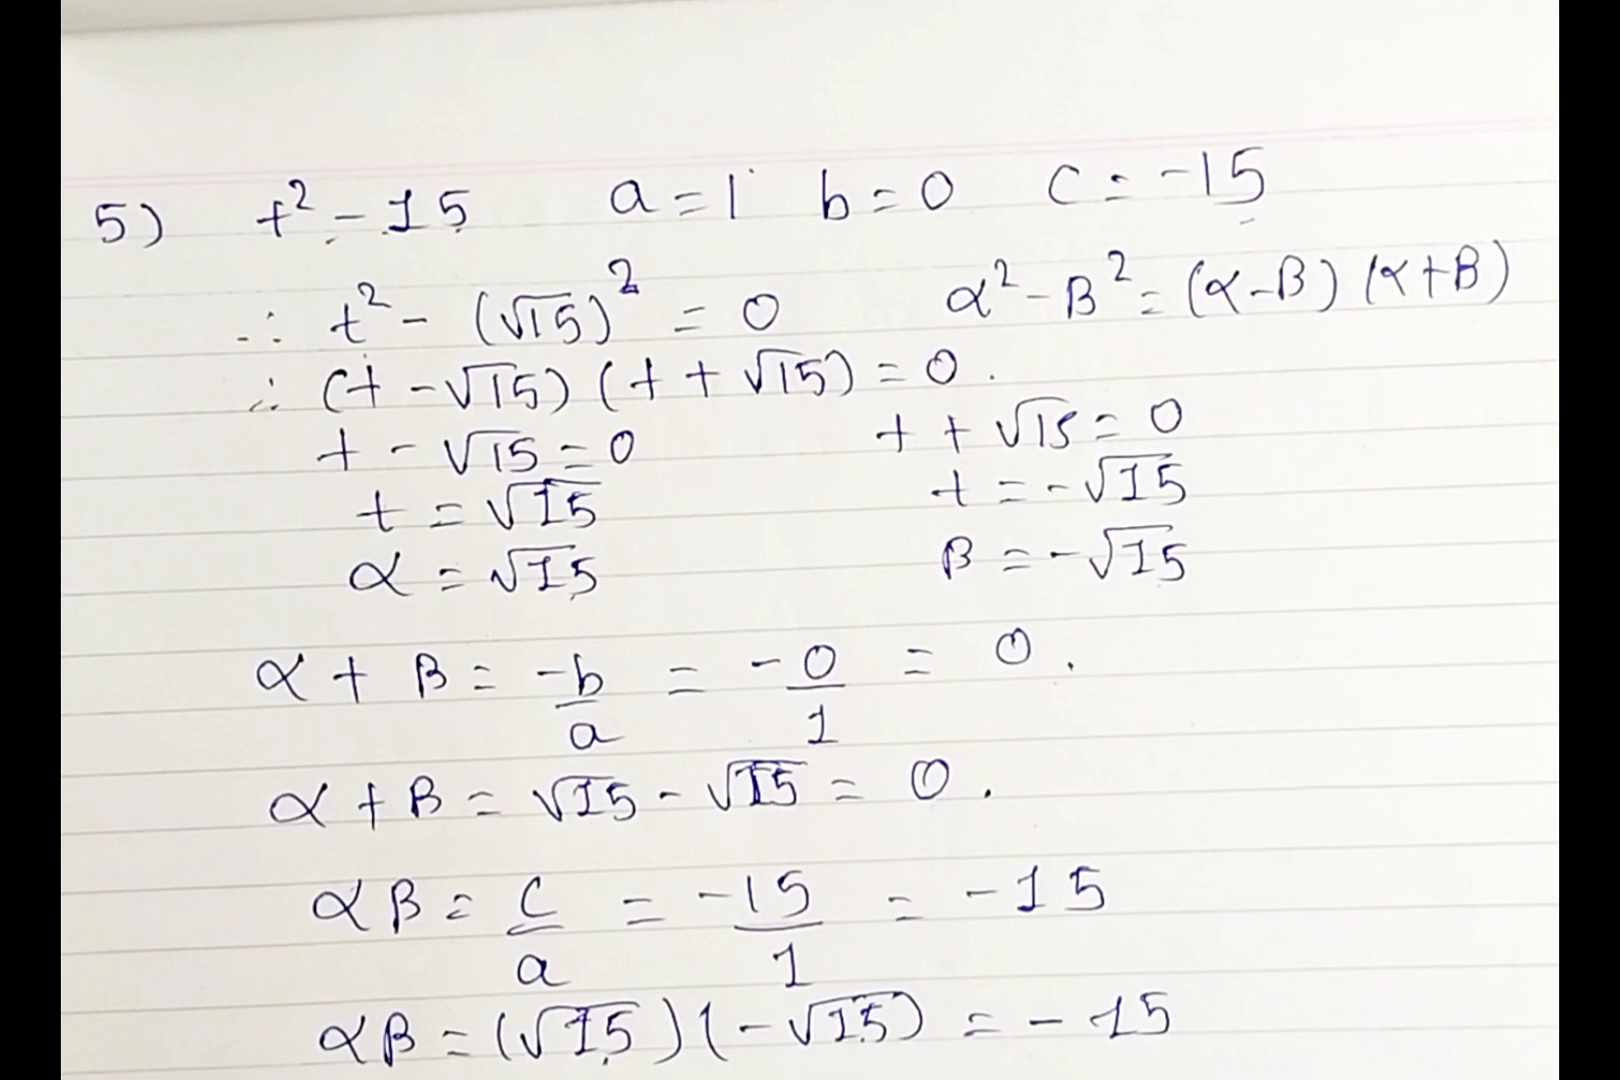 5) t² - 15 a = 1 b = 0 c = -15
∴ t² - (√15)² = 0 α² - β² = (α - β) (α + β)
∴ (t - √15) (t + √15) = 0.
t - √15 = 0 t + √15 = 0
t = √15 t = -√15
α = √15 β = -√15
α + β = -b/a = -0/1 = 0.
α + β = √15 - √15 = 0.
αβ = c/a = -15/1 = -15
αβ = (√15) (-√15) = -15